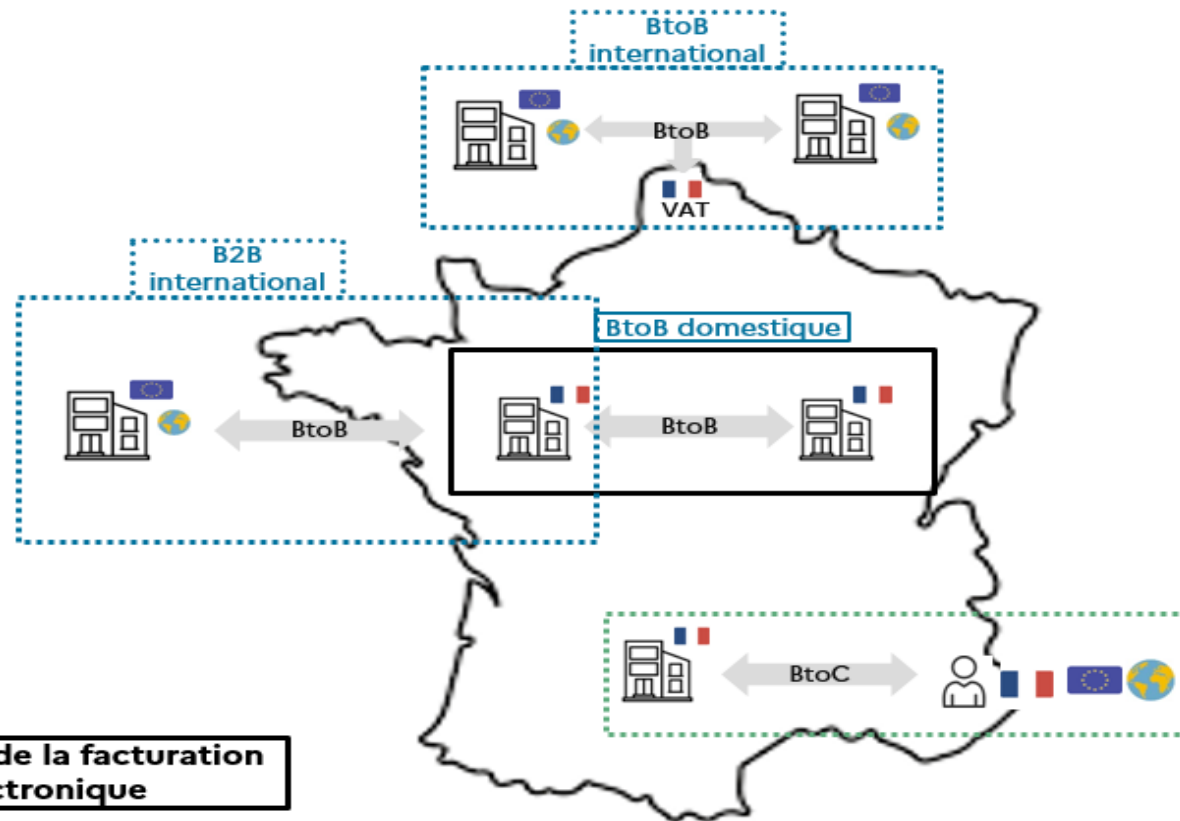 BtoB
international
BtoB
VAT
B2B
international
BtoB domestique
BtoB
BtoB
BtoC
de la facturation
ctronique